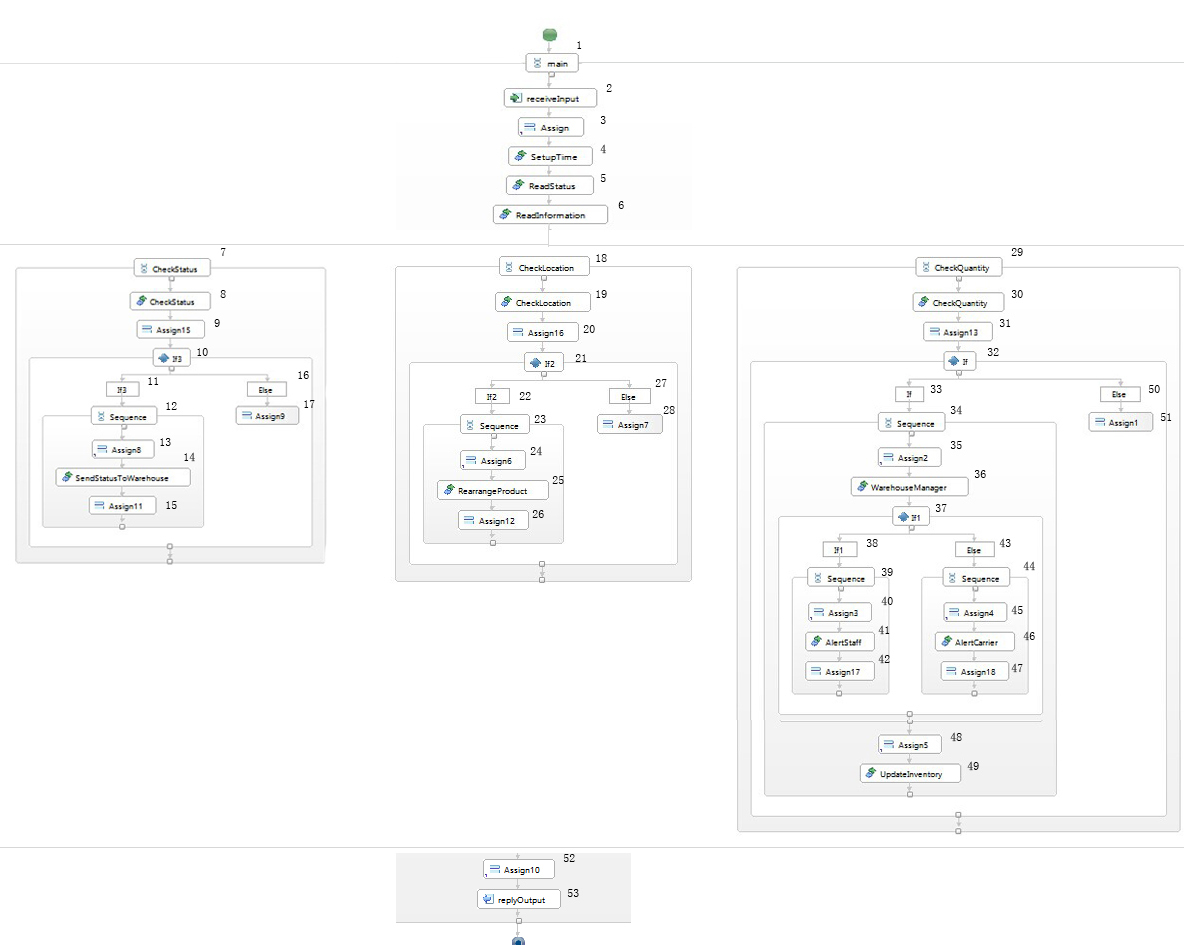 1
main
2
receiveInput
3
Assign
4
SetupTime
5
ReadStatus
6
ReadInformation
7
CheckStatus
8
CheckStatus
9
Assign15
10
If3
11
If3
12
Sequence
13
Assign8
14
SendStatusToWarehouse
15
Assign11
16
Else
17
Assign9
18
CheckLocation
19
CheckLocation
20
Assign16
21
If2
22
If2
23
Sequence
24
Assign6
25
RearrangeProduct
26
Assign12
27
Else
28
Assign7
29
CheckQuantity
30
CheckQuantity
31
Assign13
32
If
33
If
34
Sequence
35
Assign2
36
WarehouseManager
37
If1
38
If1
39
Sequence
40
Assign3
41
AlertStaff
42
Assign17
43
Else
44
Sequence
45
Assign4
46
AlertCarrier
47
Assign18
48
Assign5
49
UpdateInventory
50
Else
51
Assign1
52
Assign10
53
replyOutput